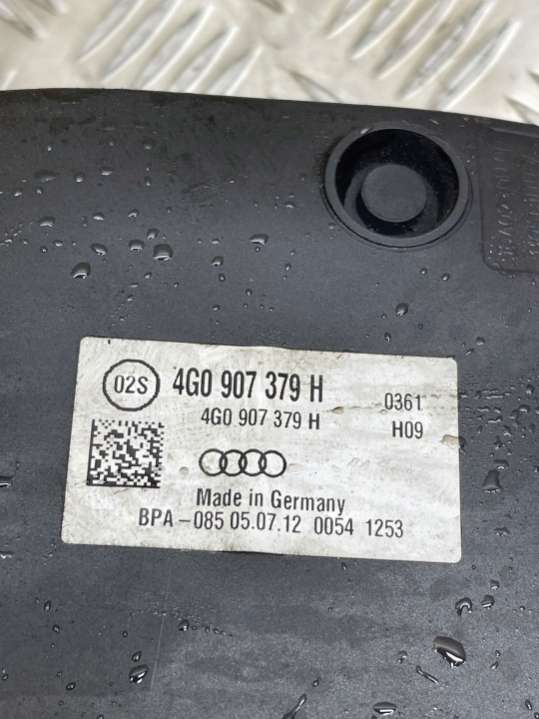 02S
4G0 907 379 H
0361
4G0 907 379 H
H09
Made in Germany
BPA-085 05.07.12 0054 1253